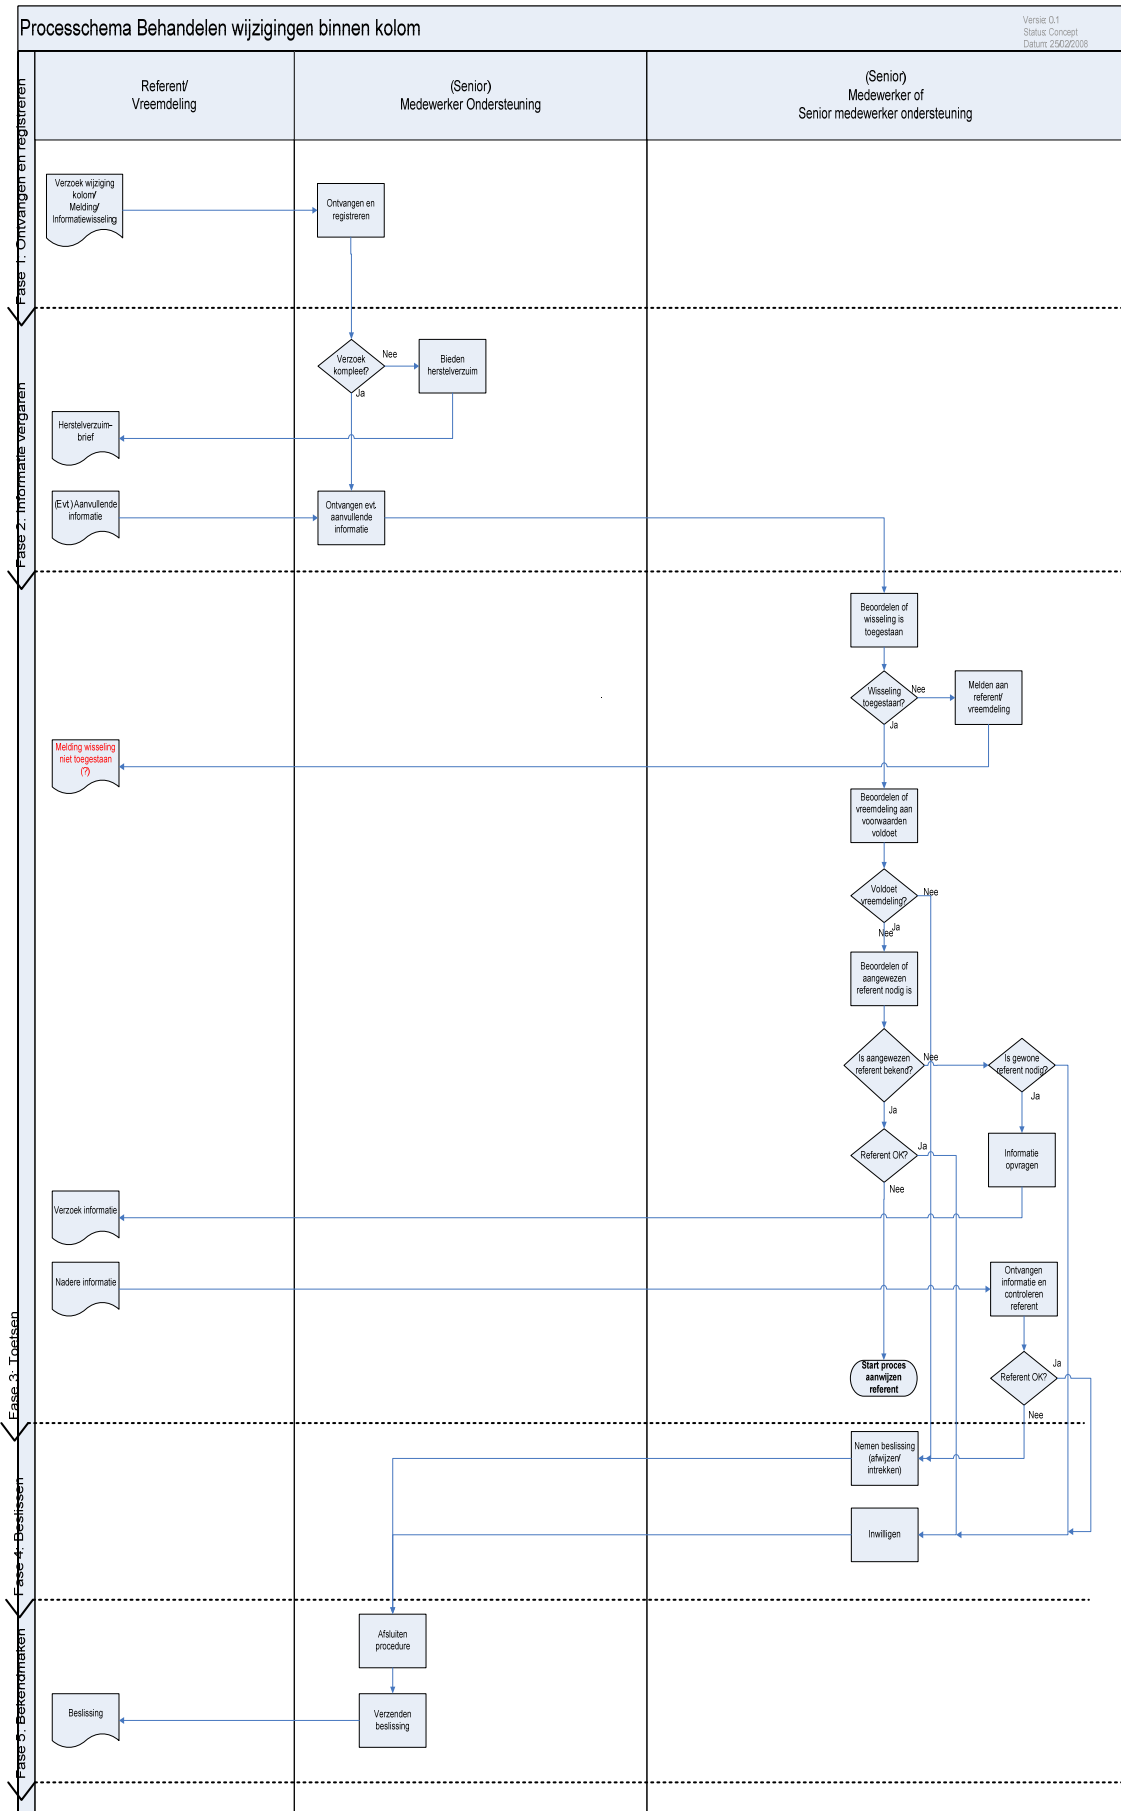 Processchema Behandelen wijzigingen binnen kolom
Versie: 0.1
Status: Concept
Datum: 25/02/2008
Referent/
Vreemdeling
(Senior)
Medewerker Ondersteuning
(Senior)
Medewerker of
Senior medewerker ondersteuning
Fase 1: Ontvangen en registreren
Verzoek wijziging
kolom/
Melding/
Informatiewisseling
Ontvangen en
registreren
Fase 2: Informatie vergaren
Verzoek
kompleet?
Nee
Ja
Bieden
herstelverzuim
Herstelverzuim-
brief
(Evt.) Aanvullende
informatie
Ontvangen evt.
aanvullende
informatie
Fase 3: Toetsen
Beoordelen of
wisseling is
toegestaan
Wisseling
toegestaan?
Nee
Ja
Melden aan
referent/
vreemdeling
Melding wisseling
niet toegestaan
(?)
Beoordelen of
vreemdeling aan
voorwaarden
voldoet
Voldoet
vreemdeling?
Nee
Ja
Nee
Beoordelen of
aangewezen
referent nodig is
Is aangewezen
referent bekend?
Nee
Ja
Is gewone
referent nodig?
Ja
Referent OK?
Ja
Nee
Informatie
opvragen
Verzoek informatie
Nadere informatie
Ontvangen
informatie en
controleren
referent
Start proces
aanwijzen
referent
Referent OK?
Ja
Nee
Fase 4: Beslissen
Nemen beslissing
(afwijzen/
intrekken)
Inwilligen
Fase 5: Bekendmaken
Afsluiten
procedure
Beslissing
Verzenden
beslissing